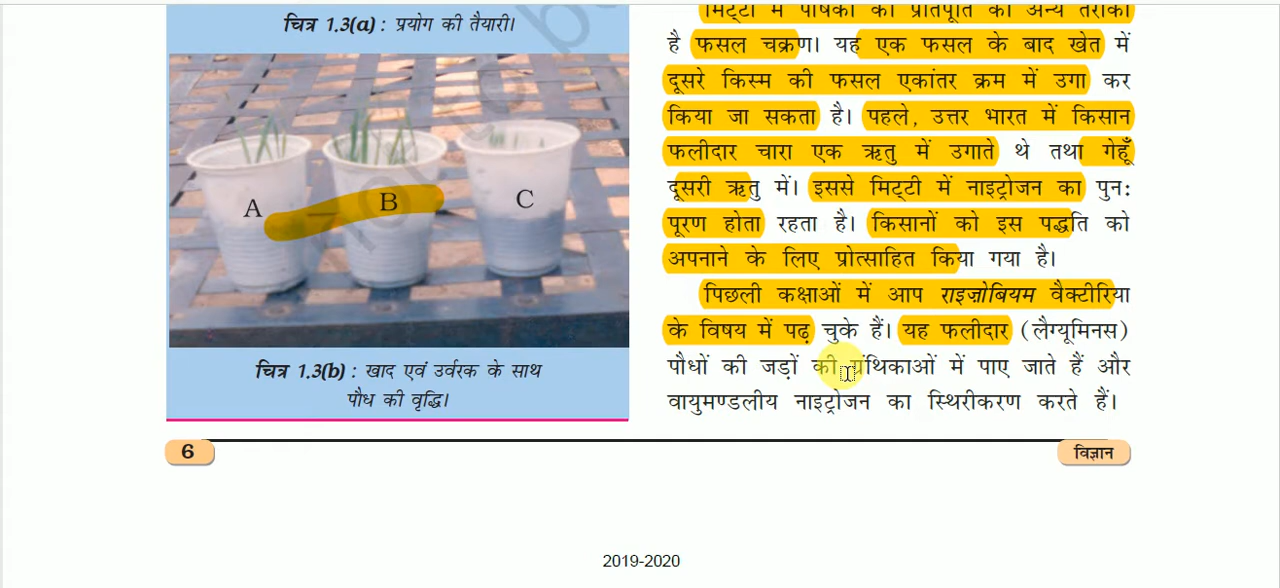 चित्र 1.3(a) : प्रयोग की तैयारी।
A
B
C
चित्र 1.3(b) : खाद एवं उर्वरक के साथ
पौध की वृद्धि।
मिट्टी में पोषकों की प्रतिपूर्ति का अन्य तरीका
है फसल चक्रण। यह एक फसल के बाद खेत में
दूसरे किस्म की फसल एकांतर क्रम में उगा कर
किया जा सकता है। पहले, उत्तर भारत में किसान
फलीदार चारा एक ऋतु में उगाते थे तथा गेहूँ
दूसरी ऋतु में। इससे मिट्टी में नाइट्रोजन का पुनः
पूरण होता रहता है। किसानों को इस पद्धति को
अपनाने के लिए प्रोत्साहित किया गया है।
पिछली कक्षाओं में आप राइजोबियम वैक्टीरिया
के विषय में पढ़ चुके हैं। यह फलीदार (लैग्यूमिनस)
पौधों की जड़ों की ग्रंथिकाओं में पाए जाते हैं और
वायुमण्डलीय नाइट्रोजन का स्थिरीकरण करते हैं।
6
विज्ञान
2019-2020